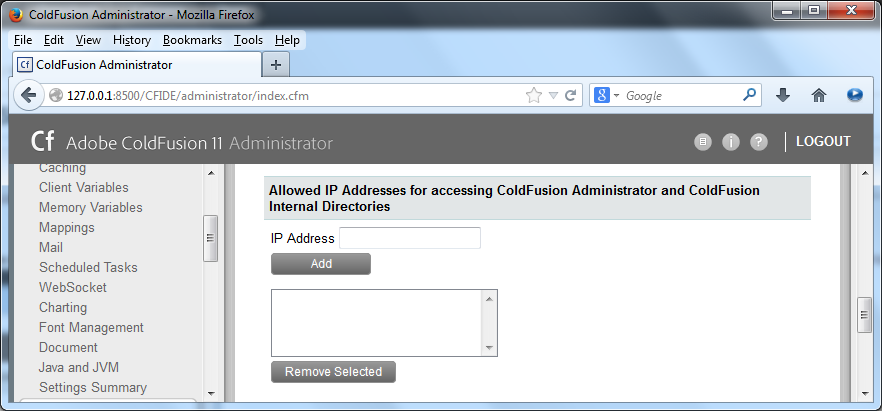 ColdFusion Administrator - Mozilla Firefox
File Edit View History Bookmarks Tools Help
Cf ColdFusion Administrator
127.0.0.1:8500/CFIDE/administrator/index.cfm
Google
Cf Adobe ColdFusion 11 Administrator
LOGOUT
Caching
Client Variables
Memory Variables
Mappings
Mail
Scheduled Tasks
WebSocket
Charting
Font Management
Document
Java and JVM
Settings Summary
Allowed IP Addresses for accessing ColdFusion Administrator and ColdFusion
Internal Directories
IP Address
Add
Remove Selected